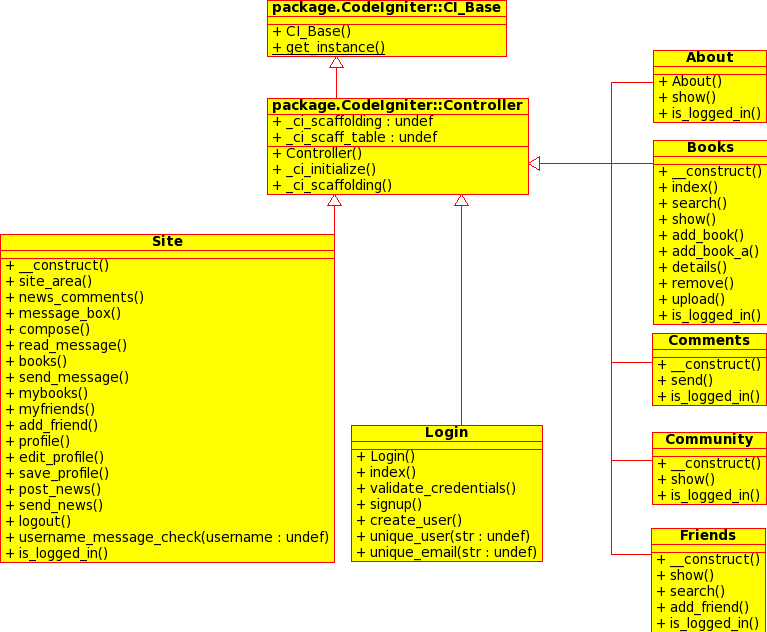 package.CodeIgniter::CI_Base
+ CI_Base()
+ get_instance()
package.CodeIgniter::Controller
+ _ci_scaffolding : undef
+ _ci_scaff_table : undef
+ Controller()
+ _ci_initialize()
+ _ci_scaffolding()
Site
+ __construct()
+ site_area()
+ news_comments()
+ message_box()
+ compose()
+ read_message()
+ books()
+ send_message()
+ mybooks()
+ myfriends()
+ add_friend()
+ profile()
+ edit_profile()
+ save_profile()
+ post_news()
+ send_news()
+ logout()
+ username_message_check(username : undef)
+ is_logged_in()
Login
+ Login()
+ index()
+ validate_credentials()
+ signup()
+ create_user()
+ unique_user(str : undef)
+ unique_email(str : undef)
About
+ About()
+ show()
+ is_logged_in()
Books
+ __construct()
+ index()
+ search()
+ show()
+ add_book()
+ add_book_a()
+ details()
+ remove()
+ upload()
+ is_logged_in()
Comments
+ __construct()
+ send()
+ is_logged_in()
Community
+ __construct()
+ show()
+ is_logged_in()
Friends
+ __construct()
+ show()
+ search()
+ add_friend()
+ is_logged_in()